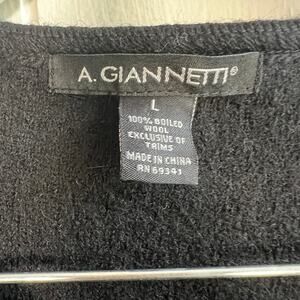 A. GIANNETTI®
L
100% BOILED
WOOL
EXCLUSIVE OF
TRIMS
MADE IN CHINA
RN 69341